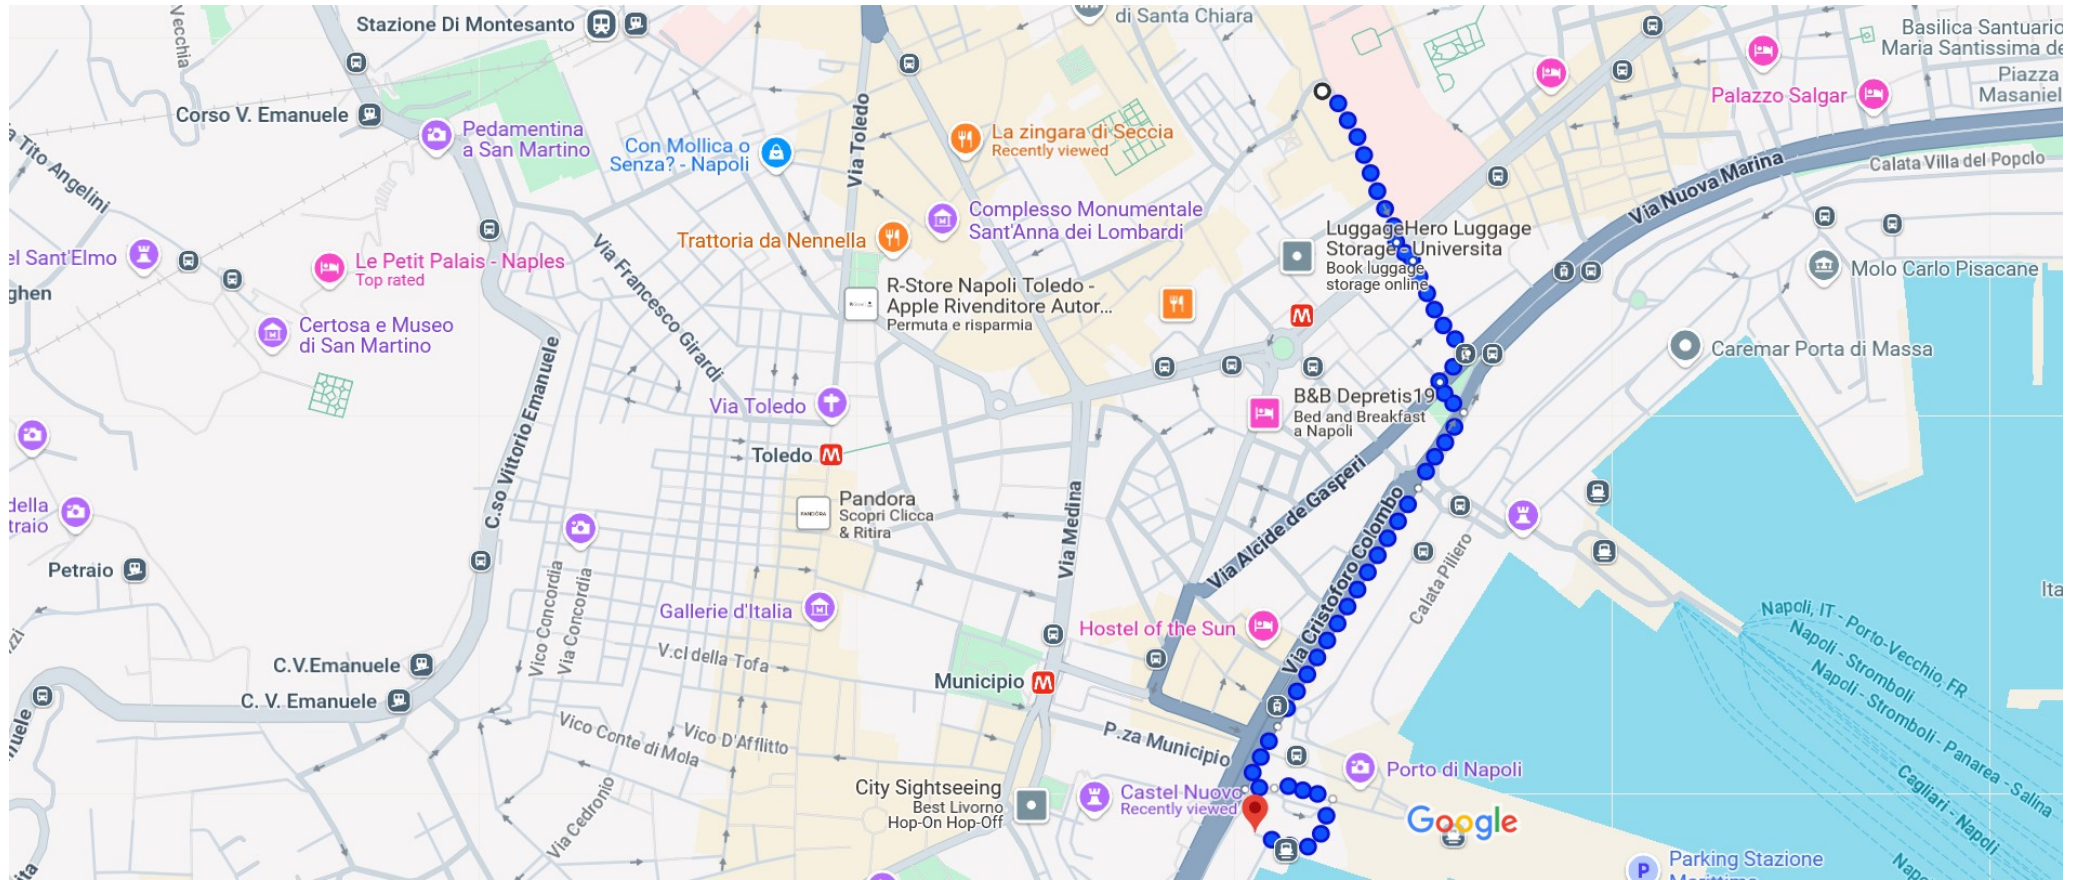 Stazione Di Montesanto
di Santa Chiara
Basilica Santuario
Maria Santissima de
Vecchia
Piazza
Masaniel
Palazzo Salgar
Corso V. Emanuele
Pedamentina
a San Martino
Con Mollica o
Senza? - Napoli
Via Toledo
La zingara di Seccia
Recently viewed
Calata Villa del Popolo
Via Nuova Marina
a Tito Angelini
Complesso Monumentale
Sant'Anna dei Lombardi
Trattoria da Nennella
LuggageHero Luggage
Storage - Universita
Book luggage
storage online
el Sant'Elmo
Le Petit Palais - Naples
Top rated
Molo Carlo Pisacane
ghen
Via Francesco Girardi
R-Store Napoli Toledo -
Apple Rivenditore Autor...
Permuta e risparmia
Certosa e Museo
di San Martino
Caremar Porta di Massa
Via Toledo
B&B Depretis19
Bed and Breakfast
a Napoli
C.so Vittorio Emanuele
Toledo
Via Alcide de Gasperi
Pandora
Scopri Clicca
& Ritira
PANDORA
Via Medina
Via Cristoforo Colombo
Calata Piliero
della
traio
Petraio
Vico Concordia
Via Concordia
Gallerie d'Italia
Hostel of the Sun
Ita
Napoli, IT - Porto-Vecchio, FR
Napoli - Stromboli
Napoli - Stromboli - Panarea - Salina
Cagliari - Napoli
Napo
zzi
C.V.Emanuele
V.cl della Tofa
Municipio
C. V. Emanuele
nuele
Vico Conte di Mola
Vico D'Afflitto
P.za Municipio
Porto di Napoli
City Sightseeing
Best Livorno
Hop-On Hop-Off
Castel Nuovo
Recently viewed
Via Cedronio
Google
P
Parking Stazione
Marittima
ita